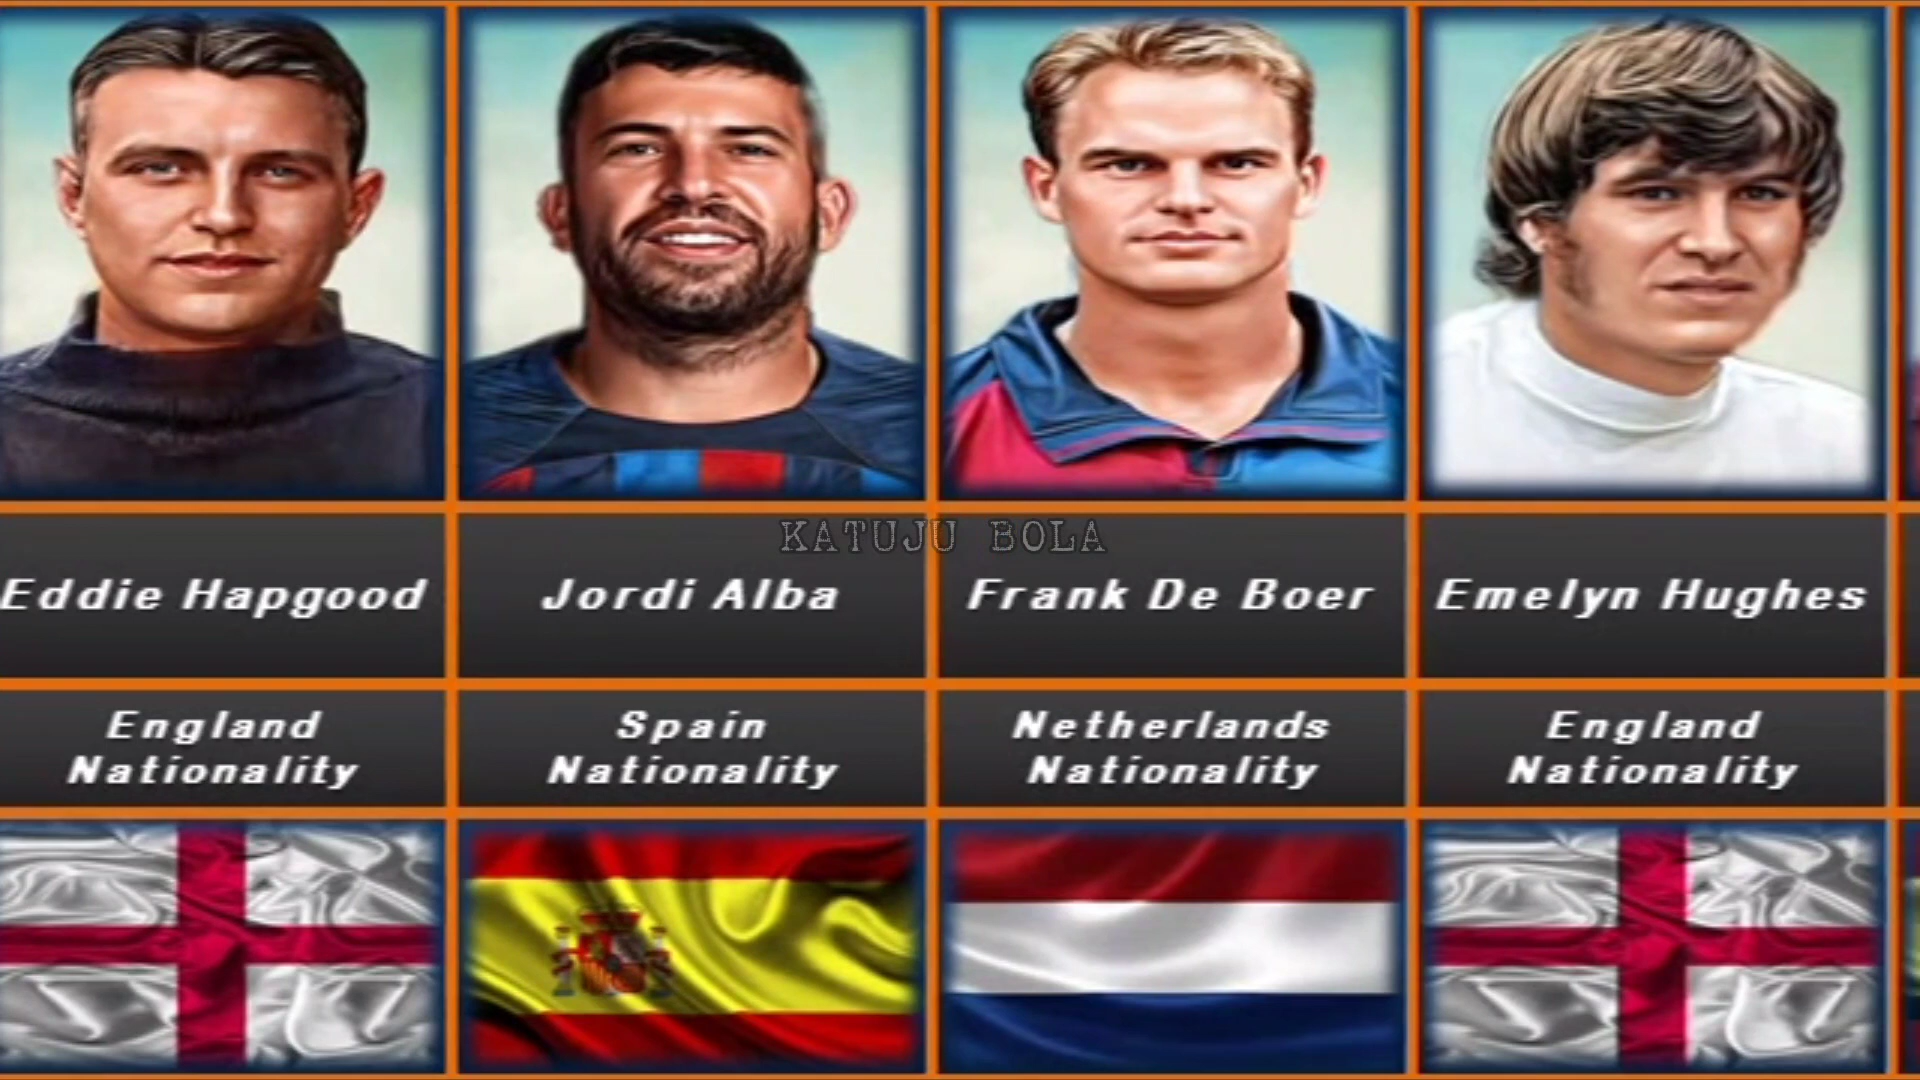 KATUJU BOLA
Eddie Hapgood
Jordi Alba
Frank De Boer
Emelyn Hughes
England
Nationality
Spain
Nationality
Netherlands
Nationality
England
Nationality